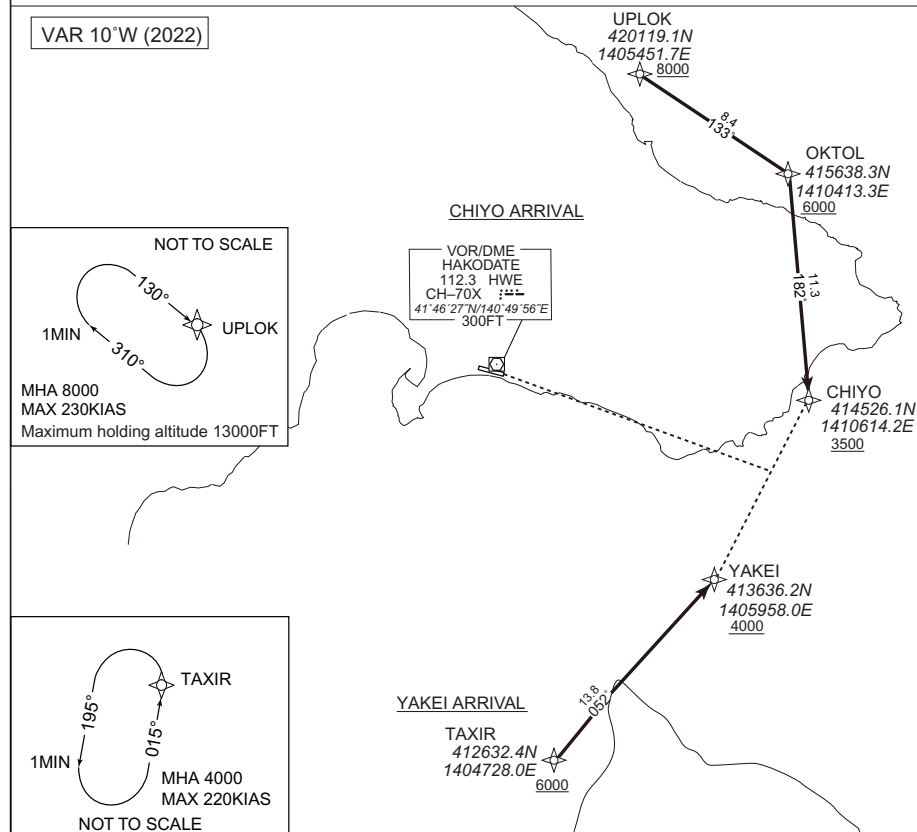 VAR 10°W (2022)
UPLOK
420119.1N
1405451.7E
8000
8.4
133°
OKTOL
415638.3N
1410413.3E
6000
CHIYO ARRIVAL
VOR/DME
HAKODATE
112.3 HWE
CH–70X
41°46′27″N/140°49′56″E
300FT
11.3
182°
CHIYO
414526.1N
1410614.2E
3500
NOT TO SCALE
130°
UPLOK
1MIN
310°
MHA 8000
MAX 230KIAS
Maximum holding altitude 13000FT
YAKEI
413636.2N
1405958.0E
4000
13.8
052°
YAKEI ARRIVAL
TAXIR
412632.4N
1404728.0E
6000
TAXIR
195°
015°
1MIN
MHA 4000
MAX 220KIAS
NOT TO SCALE